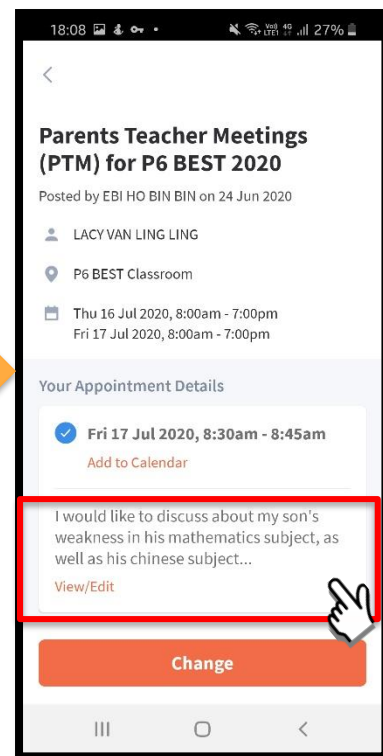 18:08 Vo)) LTE1 4G 27%
Parents Teacher Meetings
(PTM) for P6 BEST 2020
Posted by EBI HO BIN BIN on 24 Jun 2020
LACY VAN LING LING
P6 BEST Classroom
Thu 16 Jul 2020, 8:00am - 7:00pm
Fri 17 Jul 2020, 8:00am - 7:00pm
Your Appointment Details
Fri 17 Jul 2020, 8:30am - 8:45am
Add to Calendar
I would like to discuss about my son's
weakness in his mathematics subject, as
well as his chinese subject...
View/Edit
Change